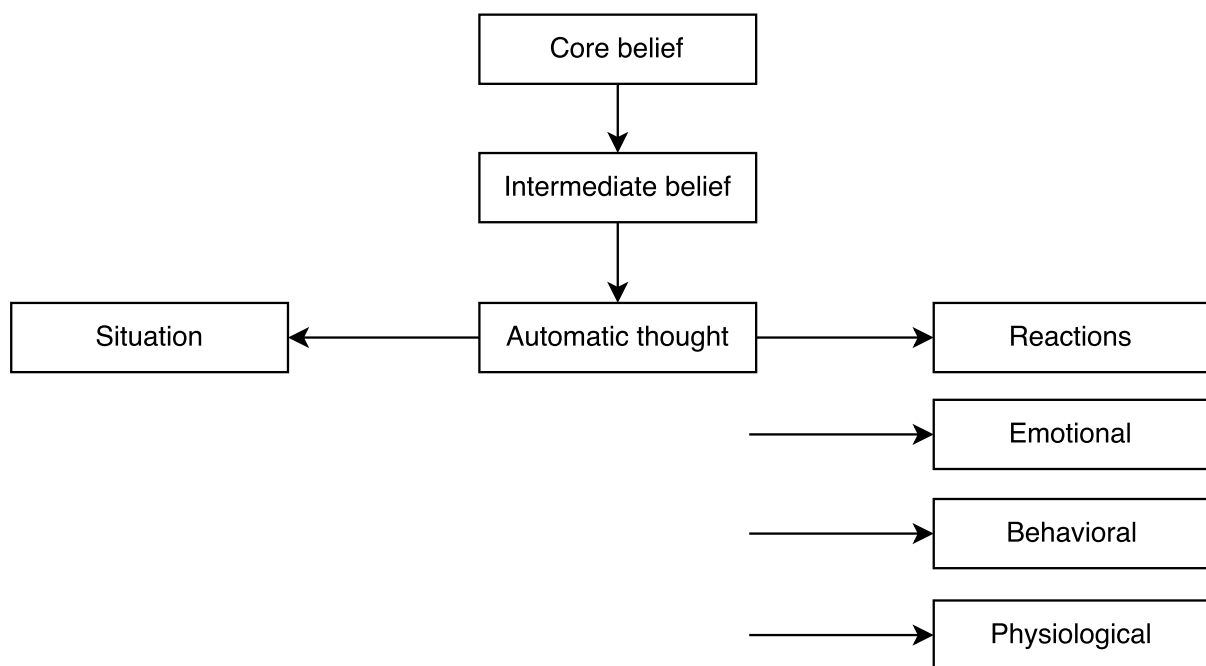 Core belief
Intermediate belief
Situation
Automatic thought
Reactions
Emotional
Behavioral
Physiological